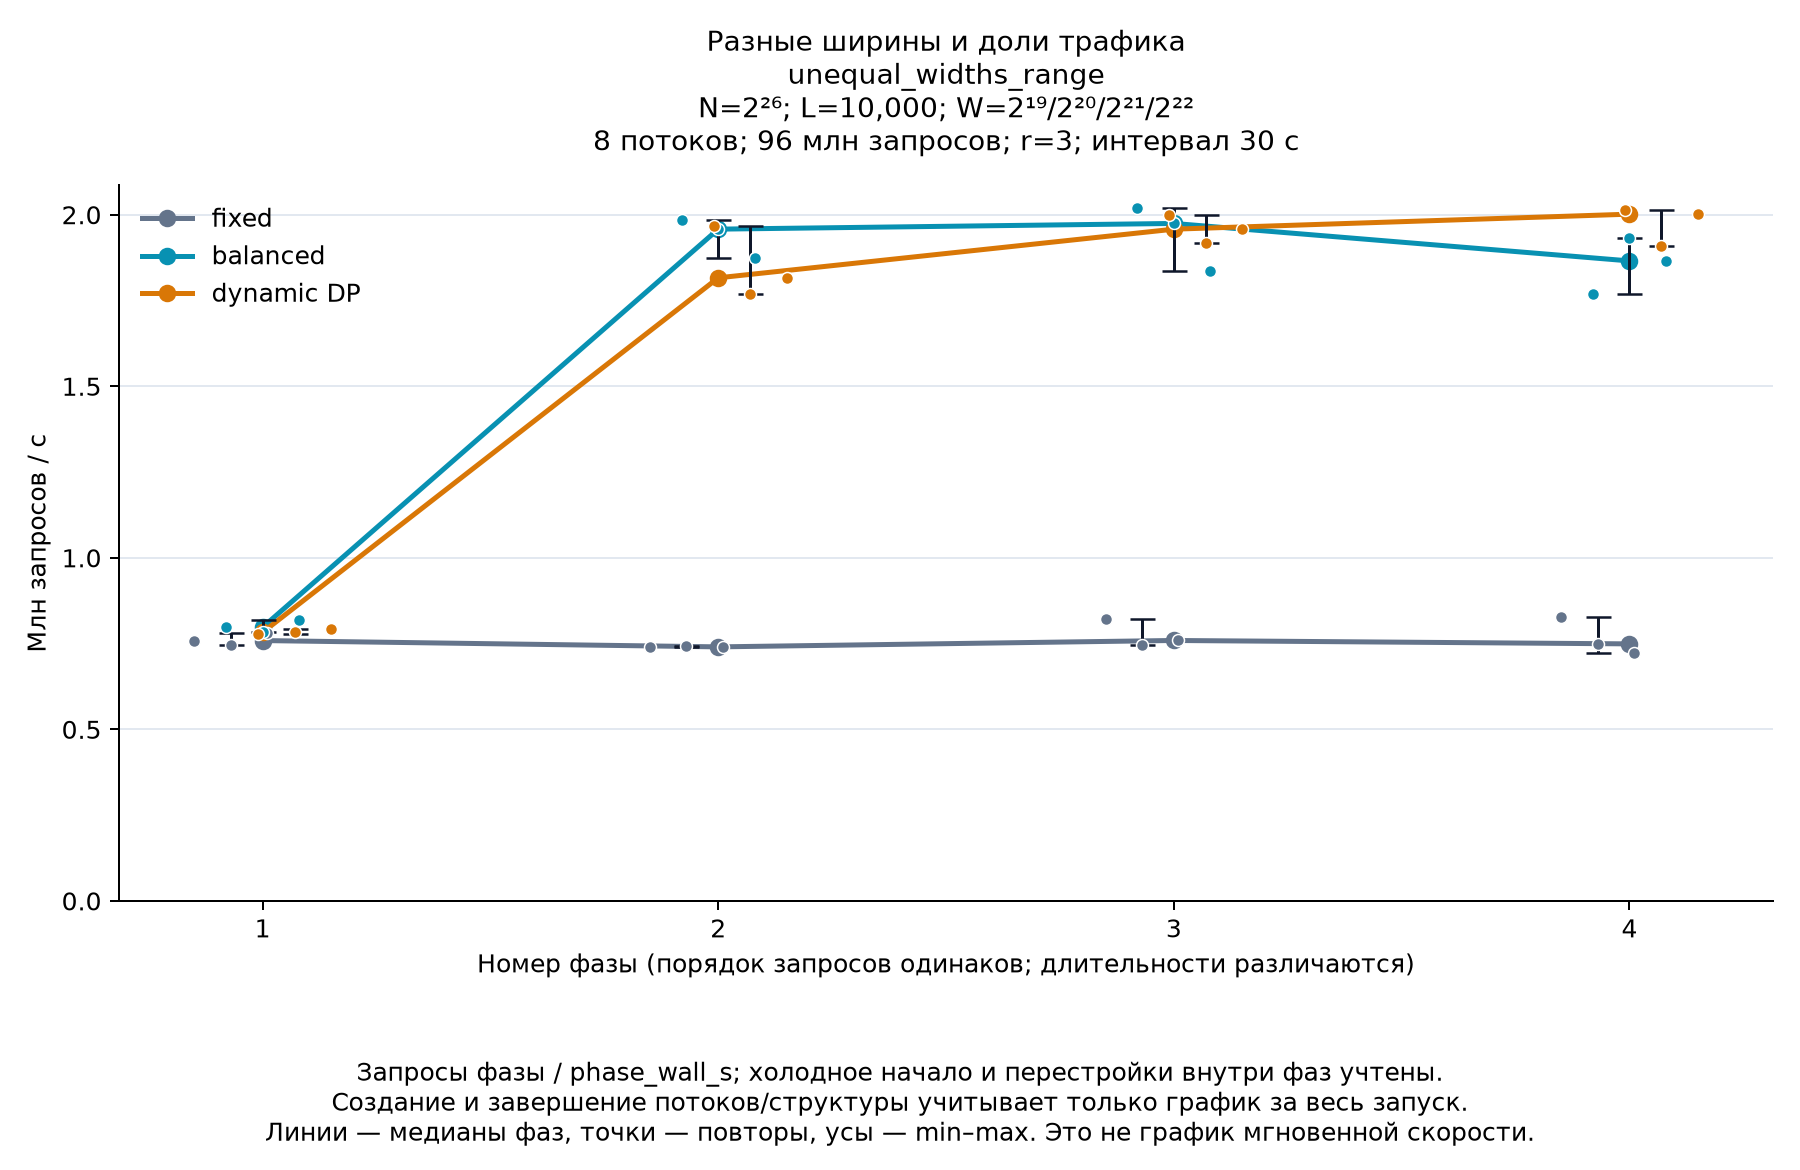 Разные ширины и доли трафика
unequal_widths_range
N=2²⁶; L=10,000; W=2¹⁹/2²⁰/2²¹/2²²
8 потоков; 96 млн запросов; r=3; интервал 30 с
fixed
balanced
dynamic DP
Млн запросов / с
2.0
1.5
1.0
0.5
0.0
1
2
3
4
Номер фазы (порядок запросов одинаков; длительности различаются)
Запросы фазы / phase_wall_s; холодное начало и перестройки внутри фаз учтены.
Создание и завершение потоков/структуры учитывает только график за весь запуск.
Линии — медианы фаз, точки — повторы, усы — min–max. Это не график мгновенной скорости.